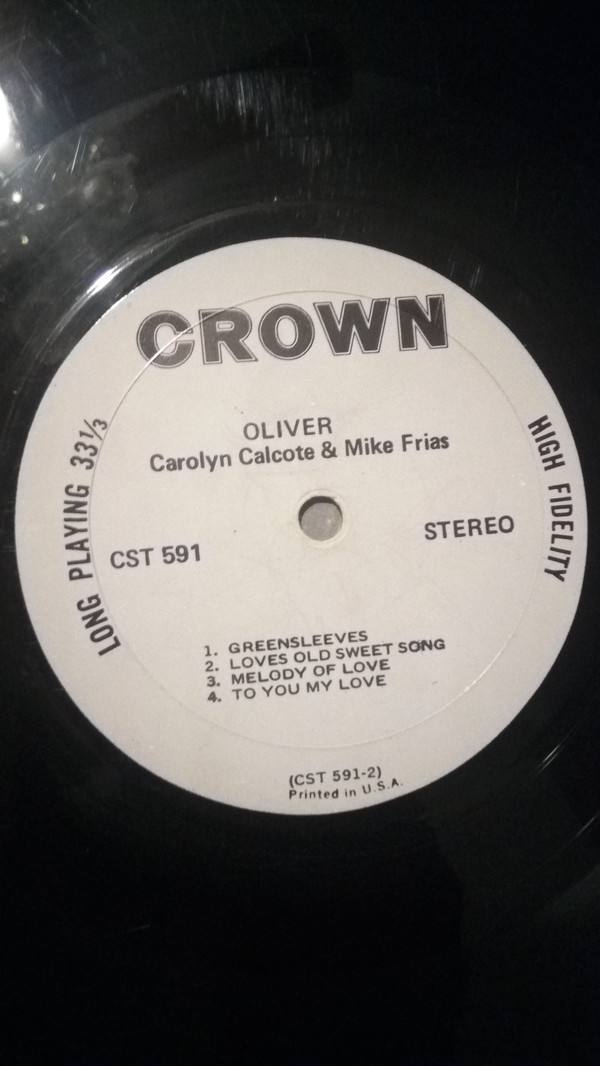 CROWN
OLIVER
Carolyn Calcote & Mike Frias
LONG PLAYING 33⅓
HIGH FIDELITY
CST 591
STEREO
1. GREENSLEEVES
2. LOVES OLD SWEET SONG
3. MELODY OF LOVE
4. TO YOU MY LOVE
(CST 591-2)
Printed in U.S.A.